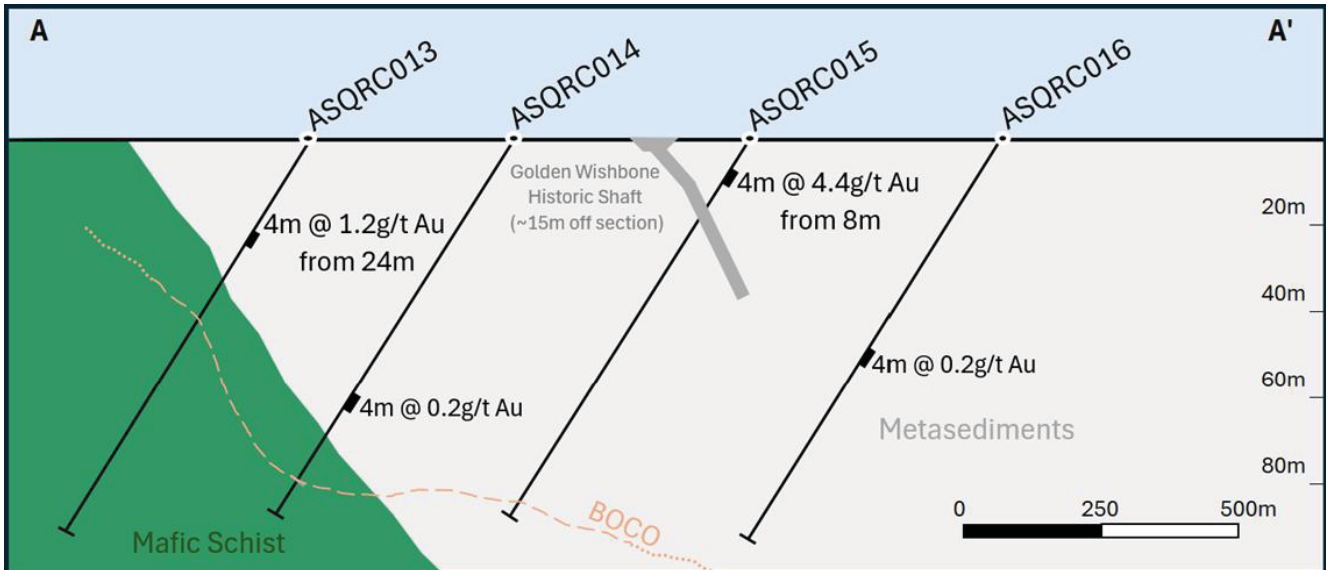 A
A'
ASQRC013
ASQRC014
ASQRC015
ASQRC016
Golden Wishbone
Historic Shaft
(~15m off section)
4m @ 4.4g/t Au
from 8m
20m
4m @ 1.2g/t Au
from 24m
40m
4m @ 0.2g/t Au
60m
4m @ 0.2g/t Au
Metasediments
80m
BOCO
0 250 500m
Mafic Schist